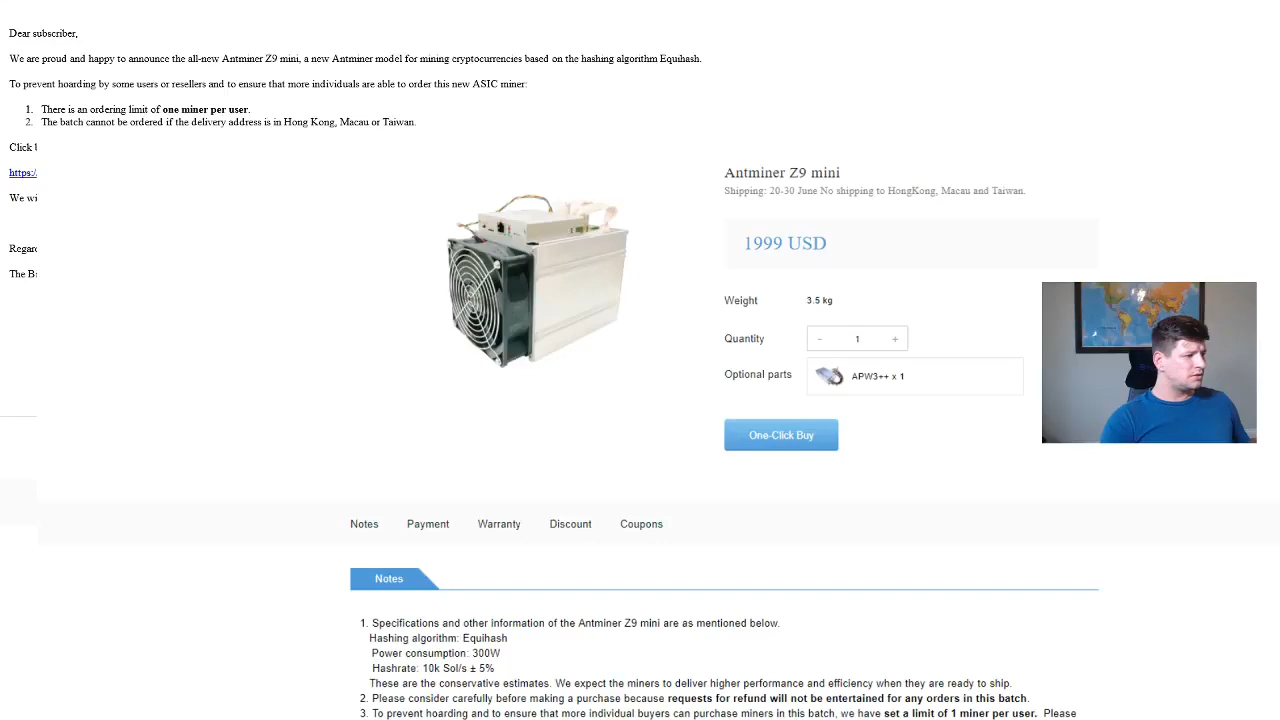 Dear subscriber,
We are proud and happy to announce the all-new Antminer Z9 mini, a new Antminer model for mining cryptocurrencies based on the hashing algorithm Equihash.
To prevent hoarding by some users or resellers and to ensure that more individuals are able to order this new ASIC miner:
1. There is an ordering limit of one miner per user.
2. The batch cannot be ordered if the delivery address is in Hong Kong, Macau or Taiwan.
Click
https:/
We wi
Regar
The B
Antminer Z9 mini
Shipping: 20-30 June No shipping to HongKong, Macau and Taiwan.
1999 USD
Weight 3.5 kg
Quantity - 1 +
Optional parts APW3++ x 1
One-Click Buy
Notes Payment Warranty Discount Coupons
Notes
1. Specifications and other information of the Antminer Z9 mini are as mentioned below.
Hashing algorithm: Equihash
Power consumption: 300W
Hashrate: 10k Sol/s ± 5%
These are the conservative estimates. We expect the miners to deliver higher performance and efficiency when they are ready to ship.
2. Please consider carefully before making a purchase because requests for refund will not be entertained for any orders in this batch.
3. To prevent hoarding and to ensure that more individual buyers can purchase miners in this batch, we have set a limit of 1 miner per user. Please